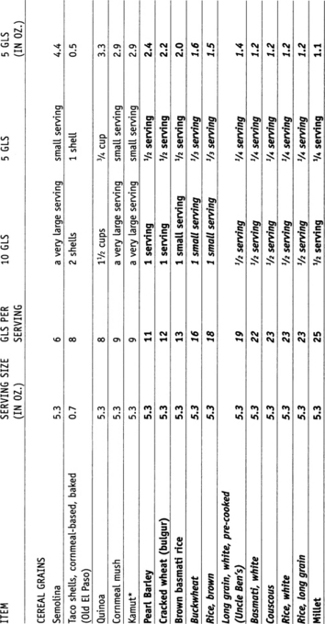 ITEM SERVING SIZE (IN OZ.) GLS PER SERVING 10 GLS 5 GLS 5 GLS (IN OZ.)
CEREAL GRAINS
Semolina 5.3 6 a very large serving small serving 4.4
Taco shells, cornmeal-based, baked
(Old El Paso) 0.7 8 2 shells 1 shell 0.5
Quinoa 5.3 8 1½ cups ¾ cup 3.3
Cornmeal mush 5.3 9 a very large serving small serving 2.9
Kamut* 5.3 9 a very large serving small serving 2.9
Pearl Barley 5.3 11 1 serving ½ serving 2.4
Cracked wheat (bulgur) 5.3 12 1 serving ½ serving 2.2
Brown basmati rice 5.3 13 1 small serving ½ serving 2.0
Buckwheat 5.3 16 1 small serving ⅓ serving 1.6
Rice, brown 5.3 18 1 small serving ⅓ serving 1.5
Long grain, white, pre-cooked
(Uncle Ben's) 5.3 19 ½ serving ¼ serving 1.4
Basmati, white 5.3 22 ½ serving ¼ serving 1.2
Couscous 5.3 23 ½ serving ¼ serving 1.2
Rice, white 5.3 23 ½ serving ¼ serving 1.2
Rice, long grain 5.3 23 ½ serving ¼ serving 1.2
Millet 5.3 25 ½ serving ¼ serving 1.1